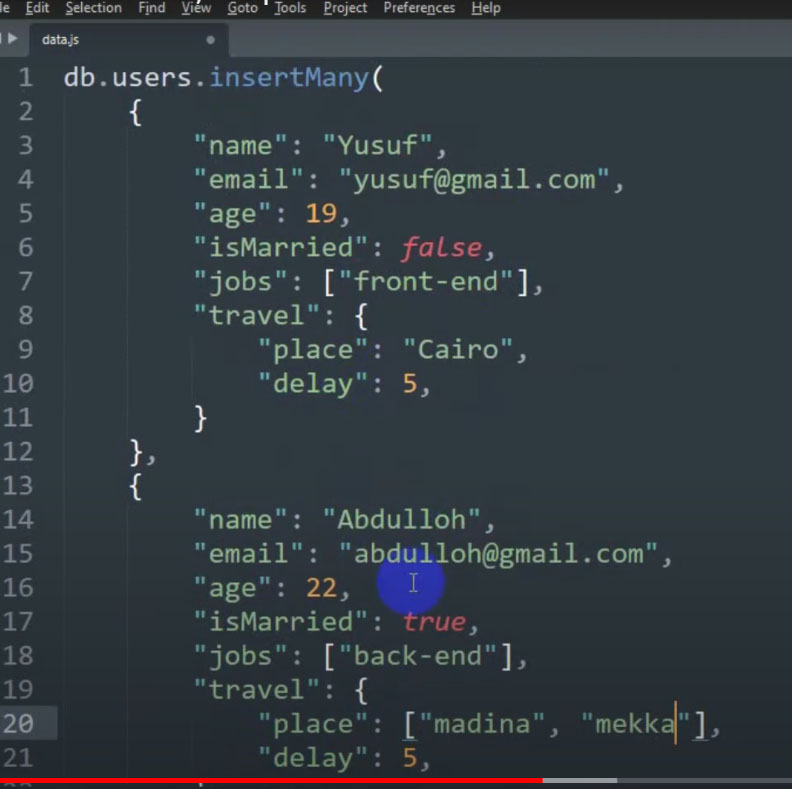 Edit Selection Find View Goto Tools Project Preferences Help
data.js
1 db.users.insertMany(
2 {
3 "name": "Yusuf",
4 "email": "yusuf@gmail.com",
5 "age": 19,
6 "isMarried": false,
7 "jobs": ["front-end"],
8 "travel": {
9 "place": "Cairo",
10 "delay": 5,
11 }
12 },
13 {
14 "name": "Abdulloh",
15 "email": "abdulloh@gmail.com",
16 "age": 22,
17 "isMarried": true,
18 "jobs": ["back-end"],
19 "travel": {
20 "place": ["madina", "mekka"],
21 "delay": 5,